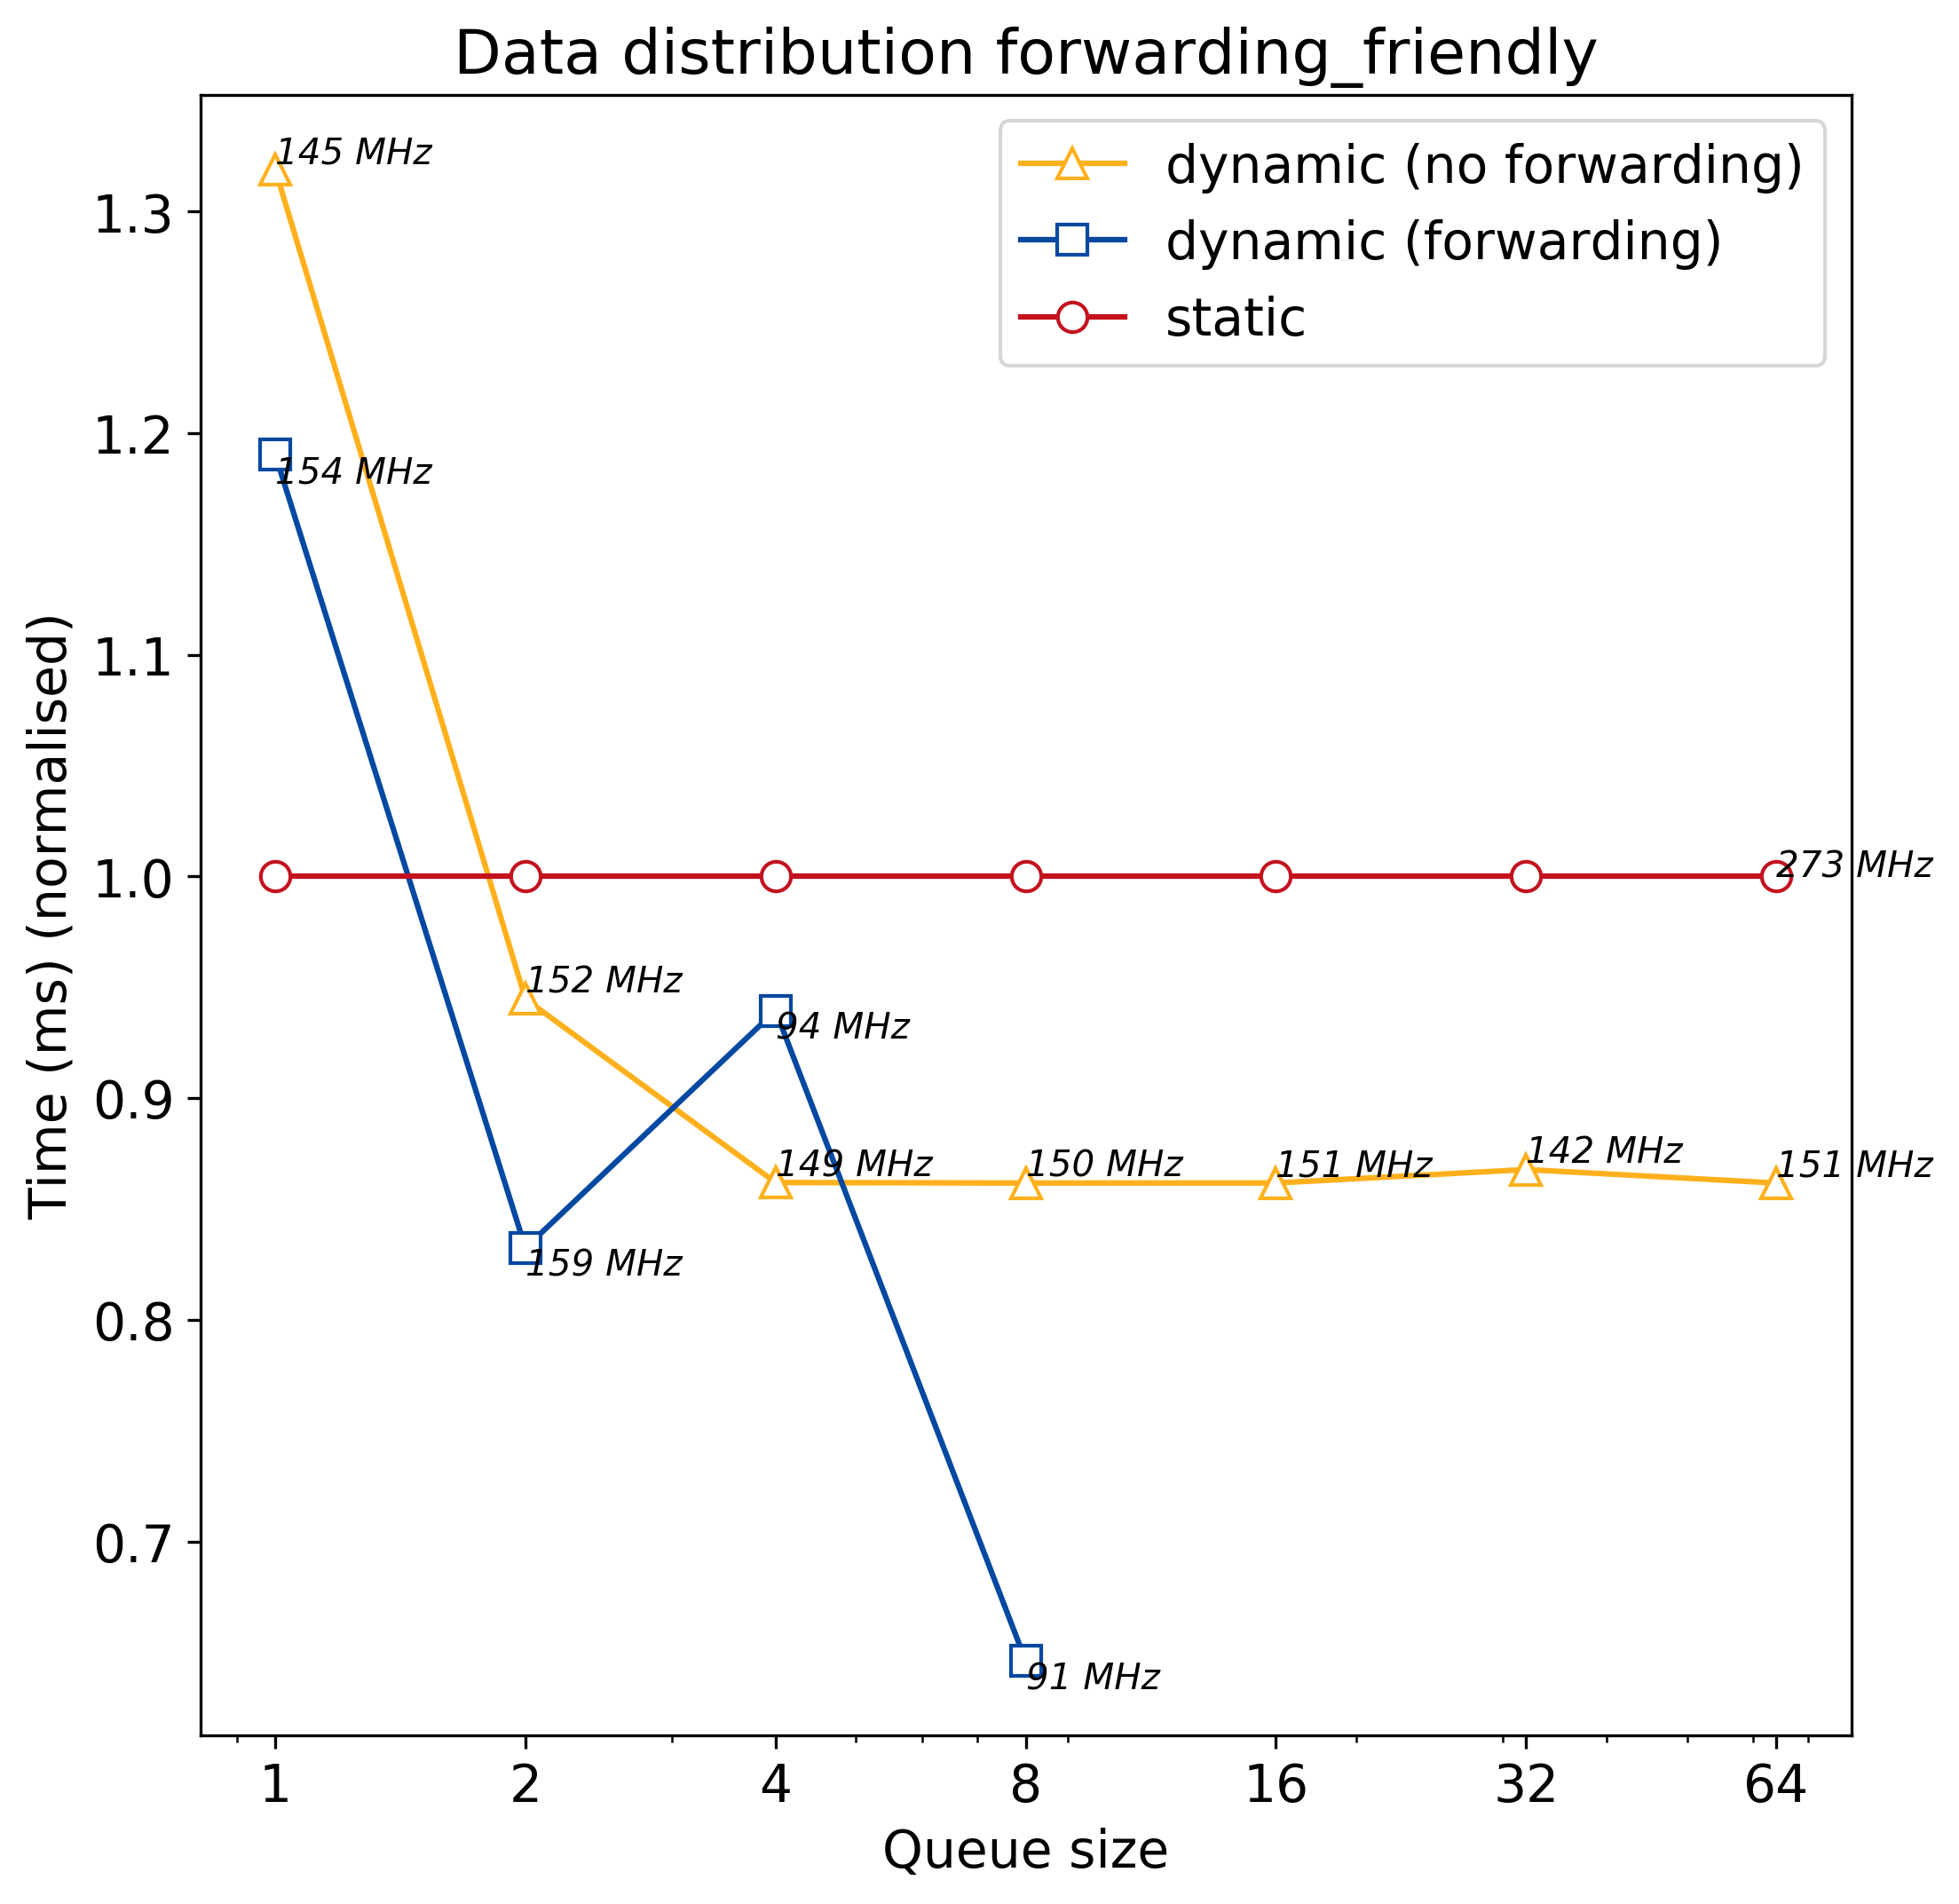 Data distribution forwarding_friendly
dynamic (no forwarding)
dynamic (forwarding)
static
Time (ms) (normalised)
1.3
1.2
1.1
1.0
0.9
0.8
0.7
145 MHz
154 MHz
273 MHz
152 MHz
94 MHz
149 MHz
150 MHz
151 MHz
142 MHz
151 MHz
159 MHz
91 MHz
1 2 4 8 16 32 64
Queue size